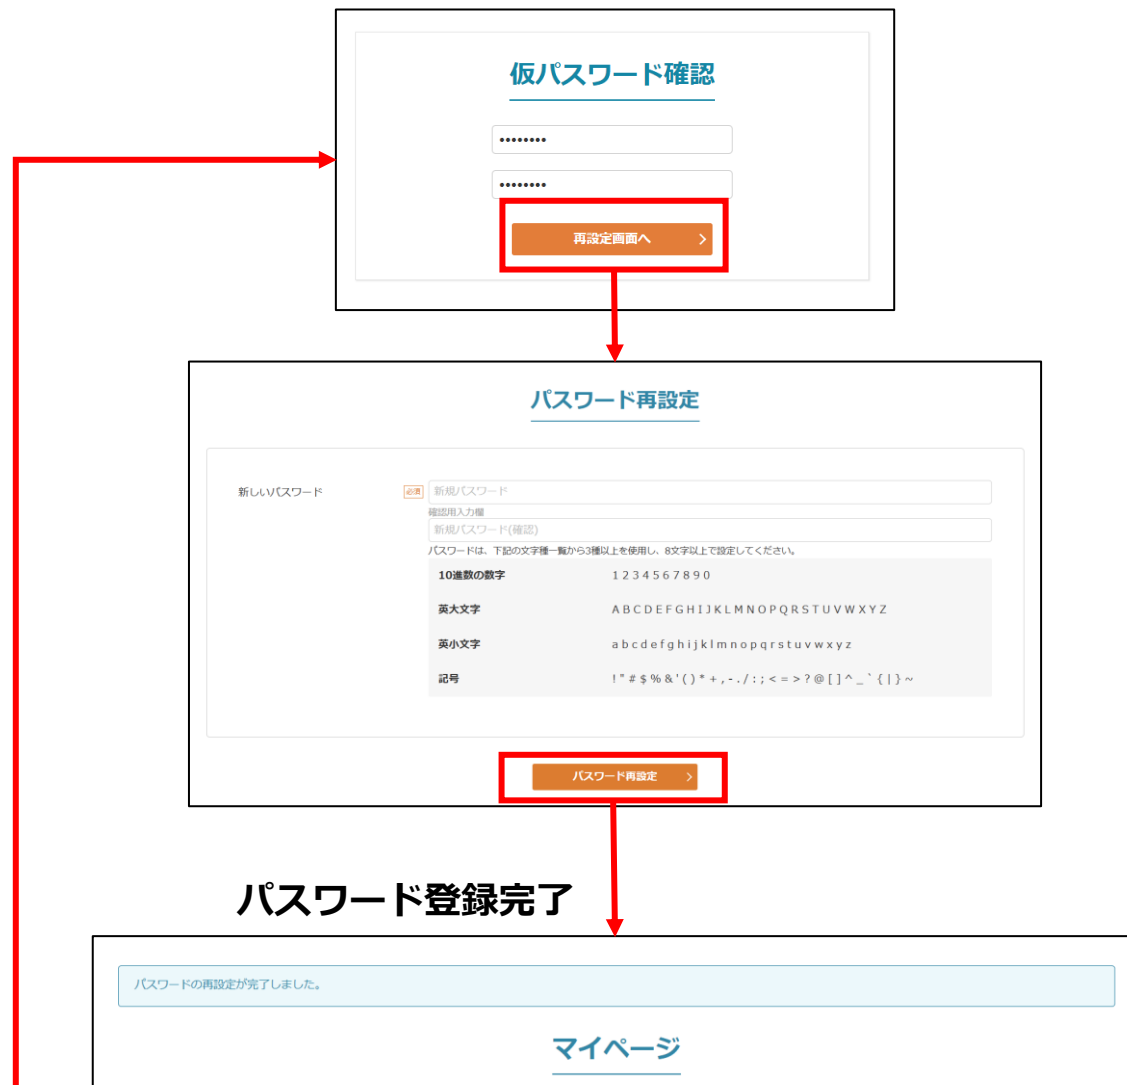 仮パスワード確認
••••••••
••••••••
再設定画面へ
パスワード再設定
新しいパスワード 必須 新規パスワード
確認用入力欄
新規パスワード(確認)
パスワードは、下記の文字種一覧から3種以上を使用し、8文字以上で設定してください。
10進数の数字 1 2 3 4 5 6 7 8 9 0
英大文字 A B C D E F G H I J K L M N O P Q R S T U V W X Y Z
英小文字 a b c d e f g h i j k l m n o p q r s t u v w x y z
記号 ! " # $ % & ' ( ) * + , - . / : ; < = > ? @ [ ] ^ _ ` { | } ~
パスワード再設定
パスワード登録完了
パスワードの再設定が完了しました。
マイページ